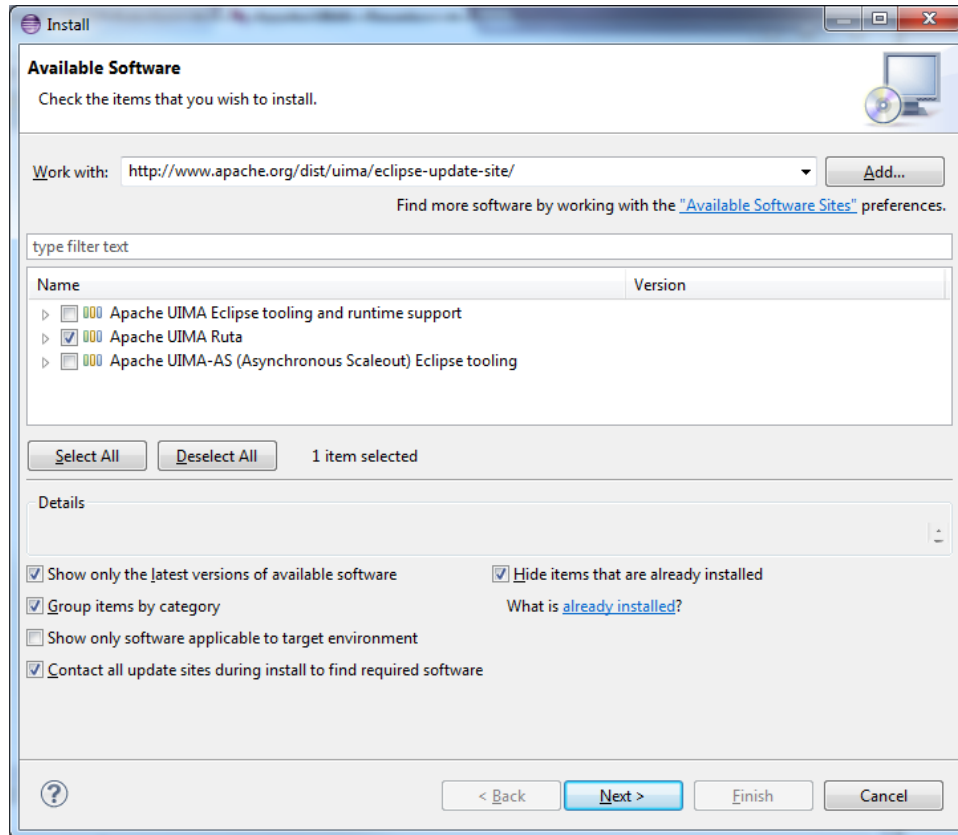 Install
Available Software
Check the items that you wish to install.
Work with: http://www.apache.org/dist/uima/eclipse-update-site/ Add...
Find more software by working with the "Available Software Sites" preferences.
type filter text
Name Version
Apache UIMA Eclipse tooling and runtime support
Apache UIMA Ruta
Apache UIMA-AS (Asynchronous Scaleout) Eclipse tooling
Select All Deselect All 1 item selected
Details
Show only the latest versions of available software Hide items that are already installed
Group items by category What is already installed?
Show only software applicable to target environment
Contact all update sites during install to find required software
? < Back Next > Finish Cancel